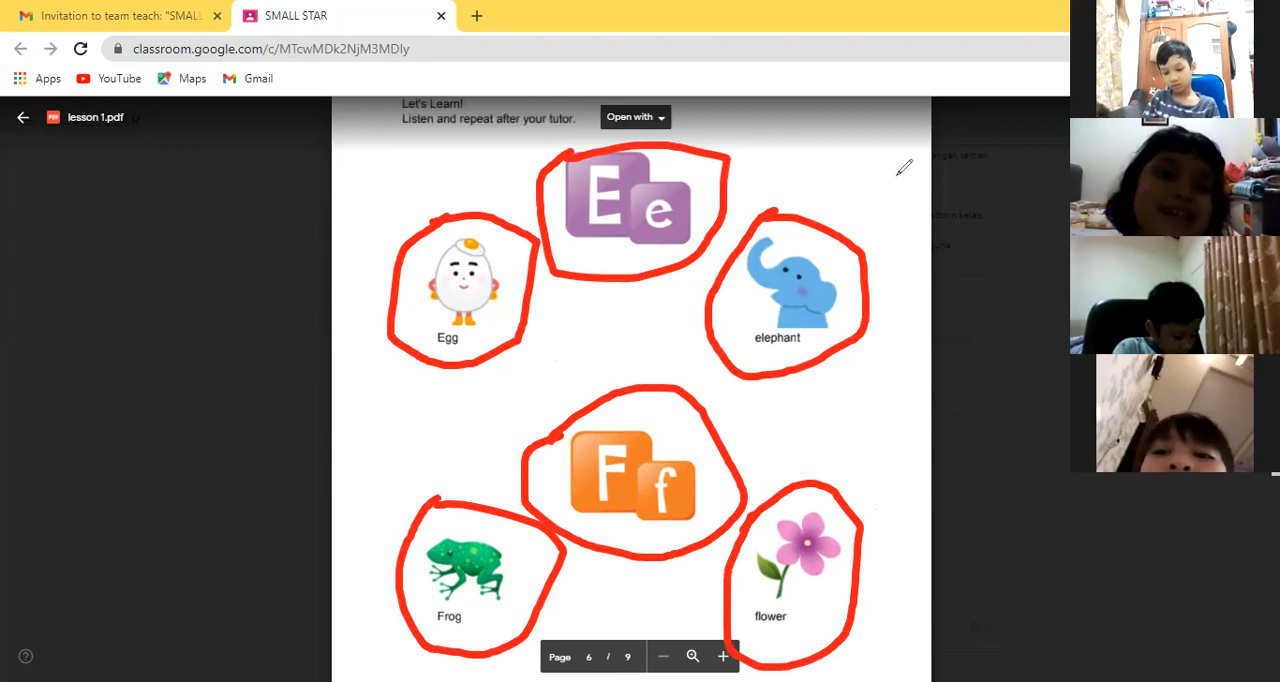 Invitation to team teach: "SMALL
SMALL STAR
classroom.google.com/c/MTcwMDk2NjM3MDIy
Apps YouTube Maps Gmail
lesson 1.pdf
Let's Learn!
Listen and repeat after your tutor.
Open with
E e
Egg
elephant
F f
Frog
flower
Page 6 / 9